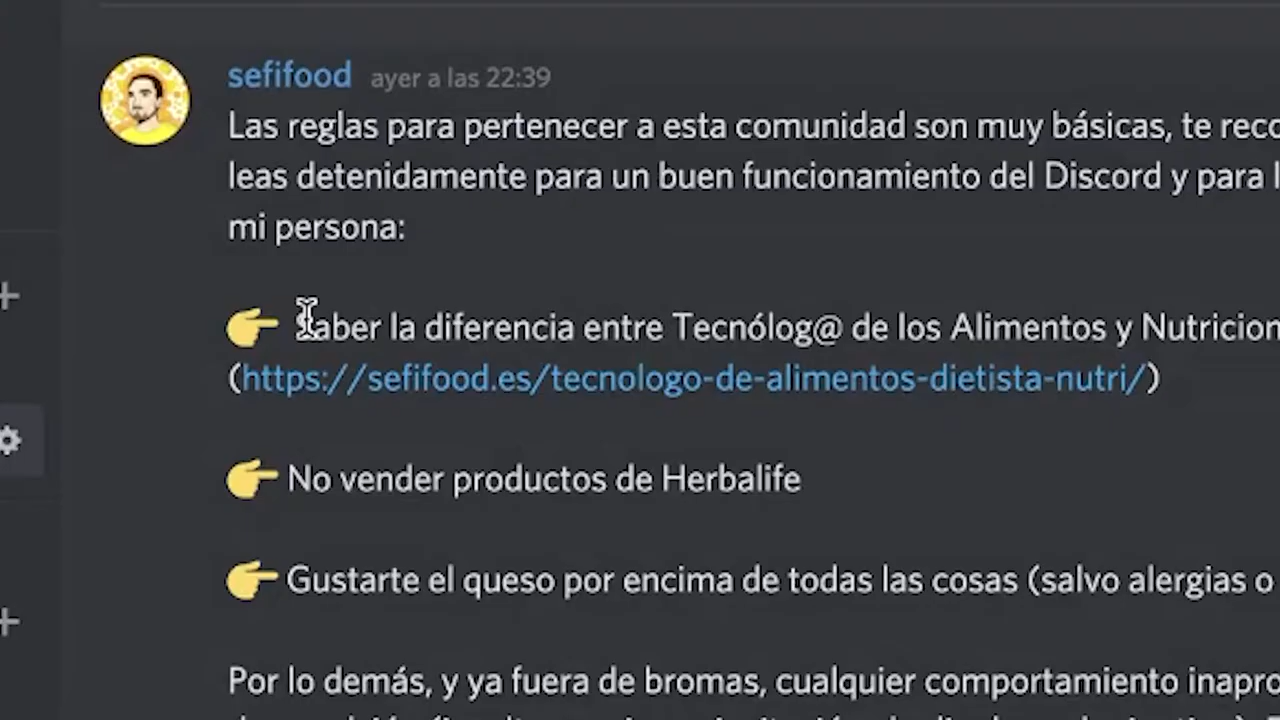 sefifood ayer a las 22:39
Las reglas para pertenecer a esta comunidad son muy básicas, te
leas detenidamente para un buen funcionamiento del Discord y para
mi persona:
👉 Saber la diferencia entre Tecnólog@ de los Alimentos y
(https://sefifood.es/tecnologo-de-alimentos-dietista-nutri/)
👉 No vender productos de Herbalife
👉 Gustarte el queso por encima de todas las cosas (salvo alergias o
Por lo demás, y ya fuera de bromas, cualquier comportamiento